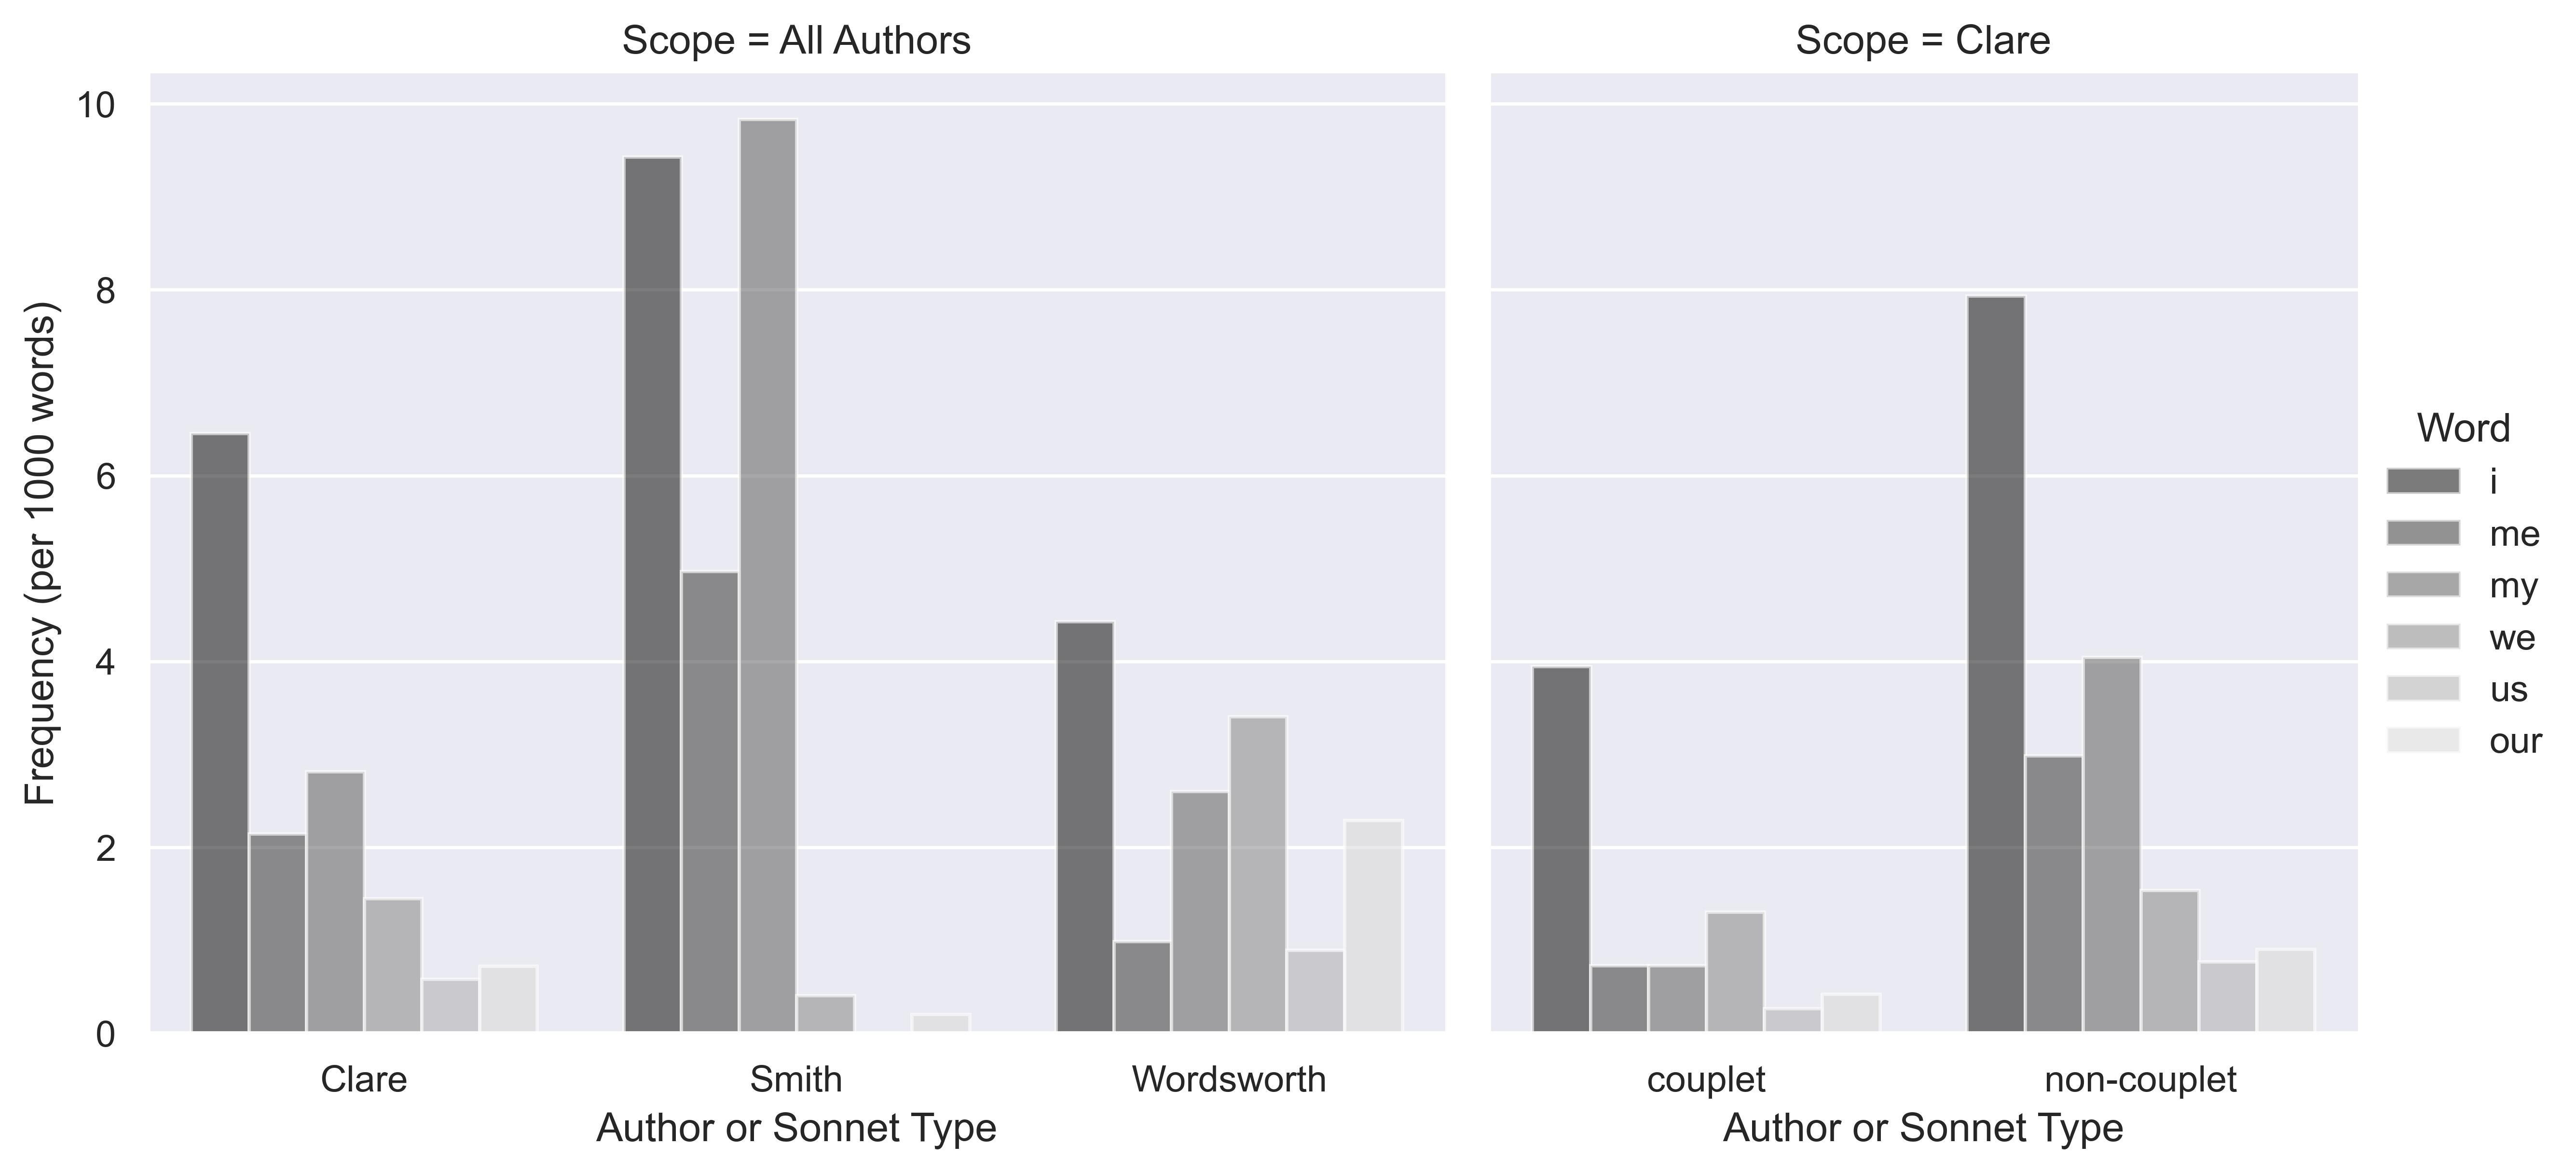 Scope = All Authors
Scope = Clare
Frequency (per 1000 words)
10
8
6
4
2
0
Clare
Smith
Wordsworth
Author or Sonnet Type
couplet
non-couplet
Author or Sonnet Type
Word
i
me
my
we
us
our